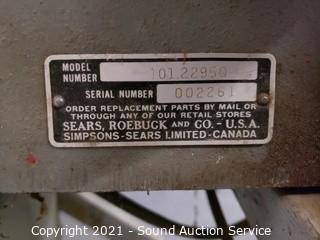 MODEL
NUMBER 101.22950
SERIAL NUMBER 002261
ORDER REPLACEMENT PARTS BY MAIL OR
THROUGH ANY OF OUR RETAIL STORES
SEARS, ROEBUCK AND CO. - U.S.A.
SIMPSONS-SEARS LIMITED-CANADA
Copyright 2021 - Sound Auction Service